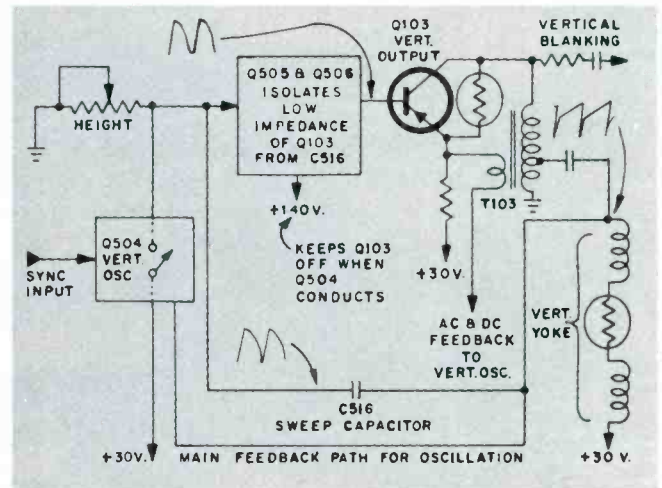 Q103
VERT.
OUTPUT
VERTICAL
BLANKING
Q505 & Q506
ISOLATES
LOW
IMPEDANCE
OF Q103
FROM C516
HEIGHT
+140V.
T103
Q504
VERT.
OSC
SYNC
INPUT
KEEPS Q103
OFF WHEN
Q504
CONDUCTS
+30V.
AC & DC
FEEDBACK
TO
VERT. OSC.
VERT.
YOKE
C516
SWEEP CAPACITOR
+30V.
MAIN FEEDBACK PATH FOR OSCILLATION
+30 V.